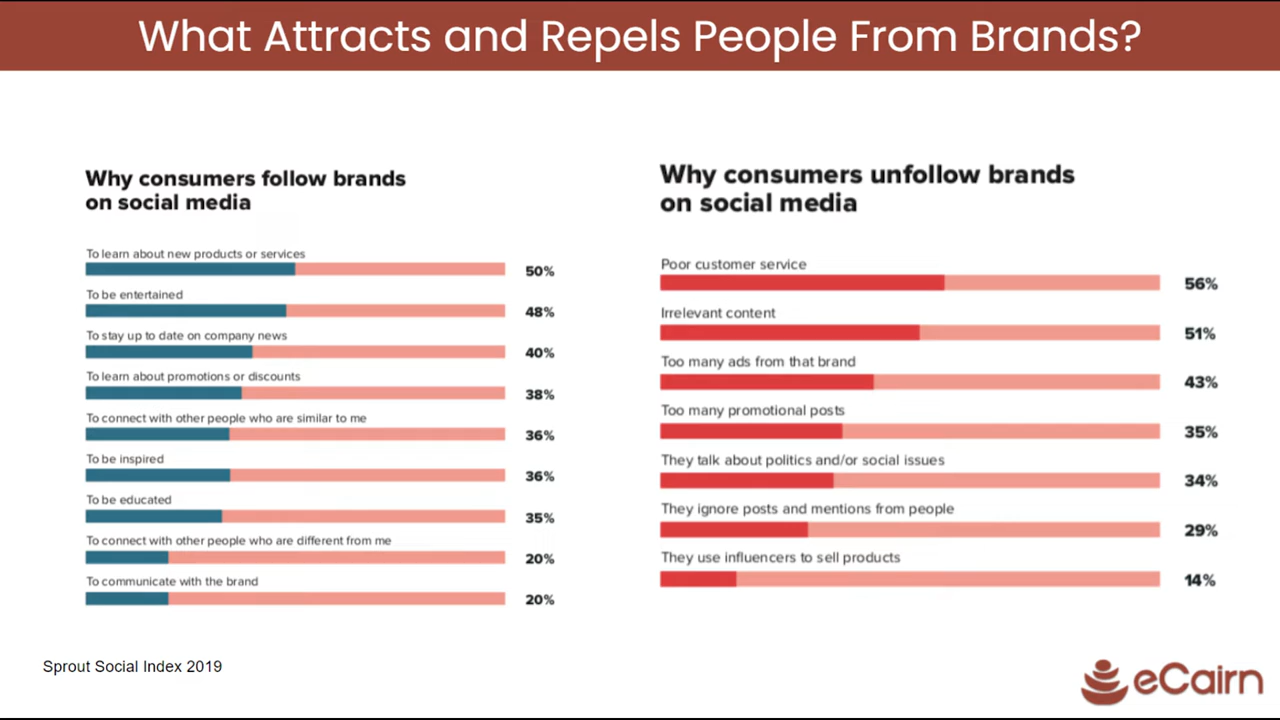 What Attracts and Repels People From Brands?
Why consumers follow brands
on social media
To learn about new products or services
50%
To be entertained
48%
To stay up to date on company news
40%
To learn about promotions or discounts
38%
To connect with other people who are similar to me
36%
To be inspired
36%
To be educated
35%
To connect with other people who are different from me
20%
To communicate with the brand
20%
Why consumers unfollow brands
on social media
Poor customer service
56%
Irrelevant content
51%
Too many ads from that brand
43%
Too many promotional posts
35%
They talk about politics and/or social issues
34%
They ignore posts and mentions from people
29%
They use influencers to sell products
14%
Sprout Social Index 2019
eCairn